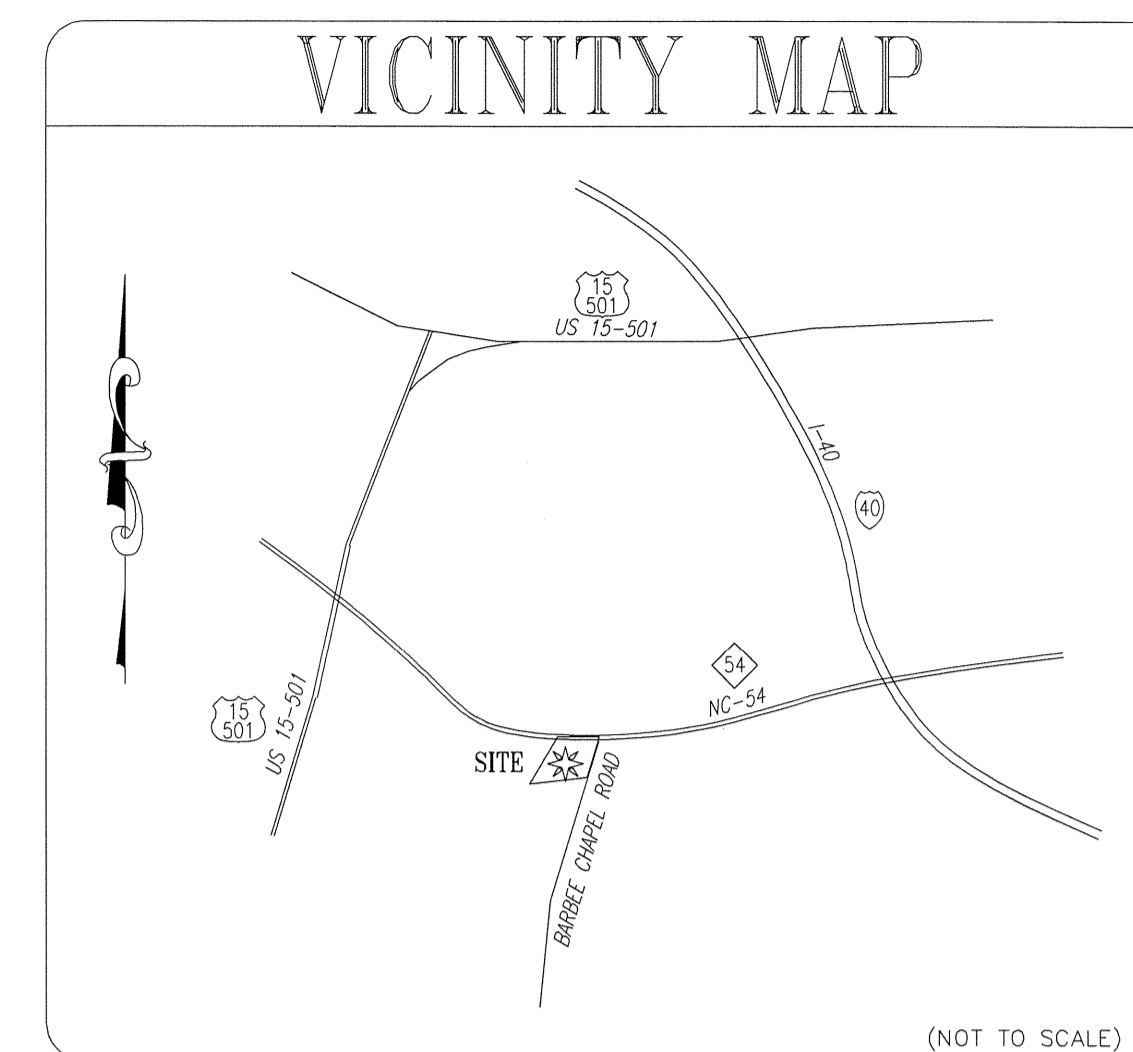 VICINITY MAP
15
501
US 15-501
I-40
40
54
NC-54
15
501
US 15-501
SITE
BARBEE CHAPEL ROAD
(NOT TO SCALE)